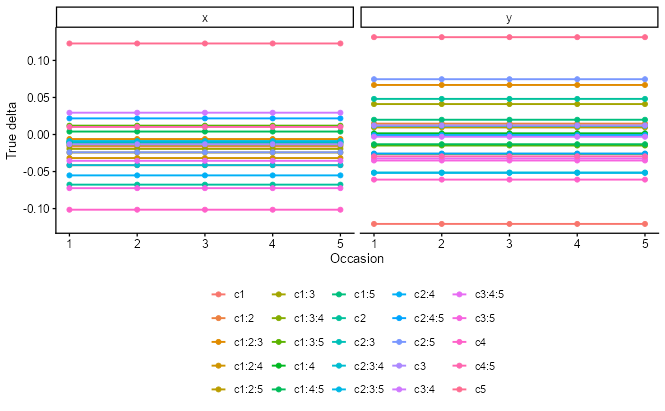 x y
True delta
0.10
0.05
0.00
-0.05
-0.10
1 2 3 4 5 1 2 3 4 5
Occasion
c1 c1:3 c1:5 c2:4 c3:4:5
c1:2 c1:3:4 c2 c2:4:5 c3:5
c1:2:3 c1:3:5 c2:3 c2:5 c4
c1:2:4 c1:4 c2:3:4 c3 c4:5
c1:2:5 c1:4:5 c2:3:5 c3:4 c5